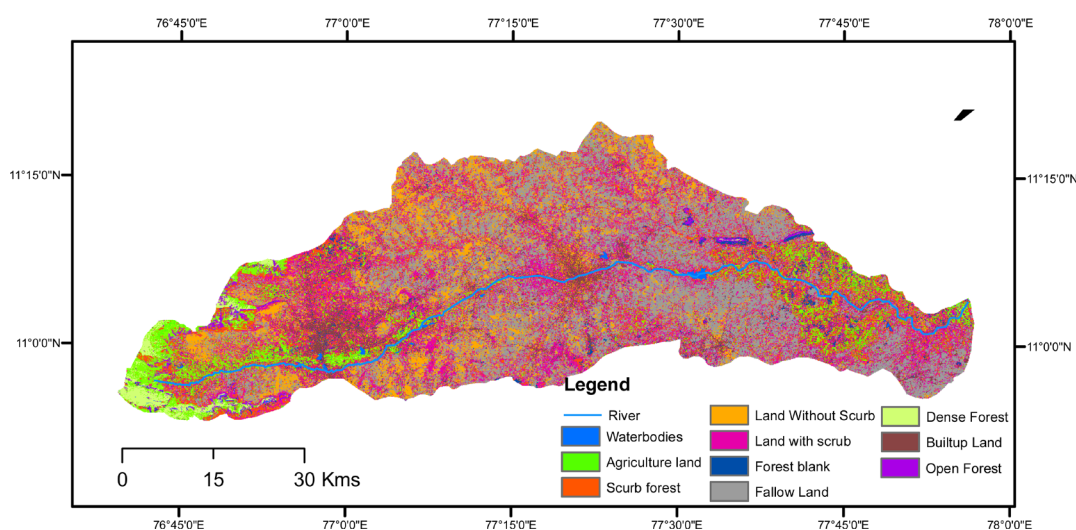 76°45'0"E 77°0'0"E 77°15'0"E 77°30'0"E 77°45'0"E 78°0'0"E
11°15'0"N 11°15'0"N
11°0'0"N 11°0'0"N
Legend
River
Waterbodies
Agriculture land
Scurb forest
Land Without Scurb
Land with scrub
Forest blank
Fallow Land
Dense Forest
Builtup Land
Open Forest
0 15 30 Kms
76°45'0"E 77°0'0"E 77°15'0"E 77°30'0"E 77°45'0"E 78°0'0"E